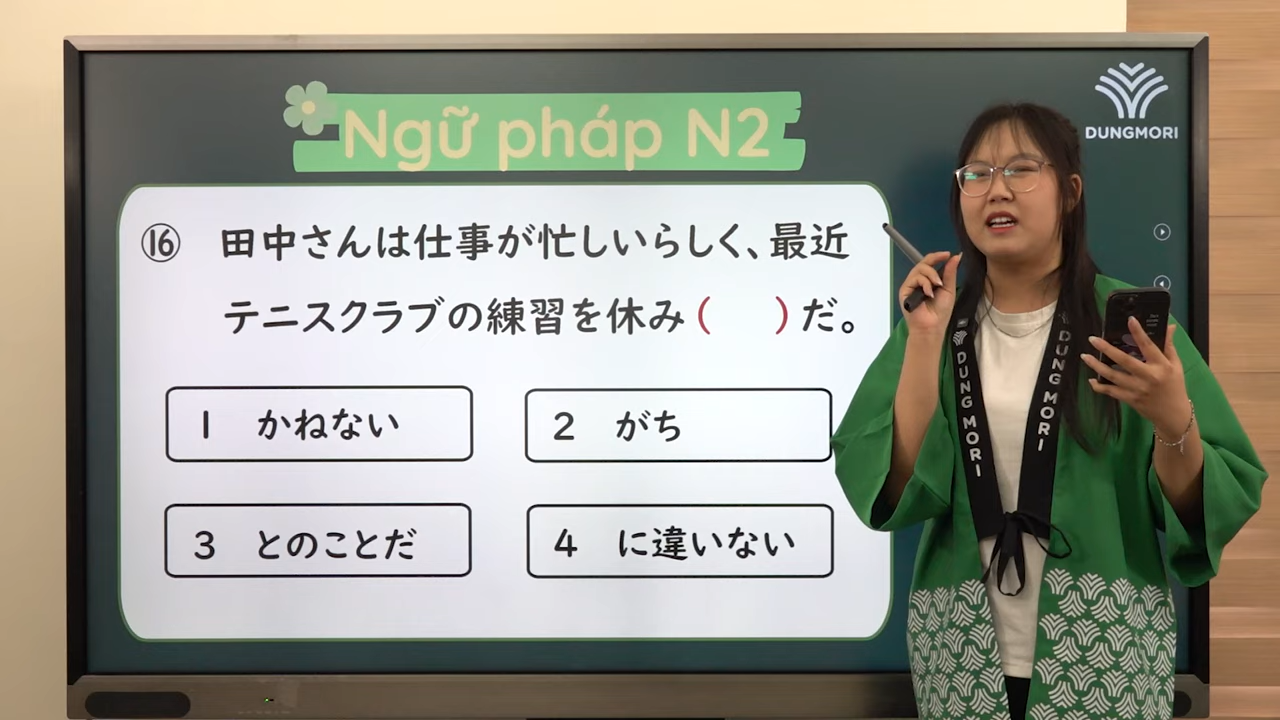 Ngữ pháp N2
DUNGMORI
⑯ 田中さんは仕事が忙しいらしく、最近
テニスクラブの練習を休み( )だ。
1 かねない
2 がち
3 とのことだ
4 に違いない
DUNG MORI
DUNG MORI